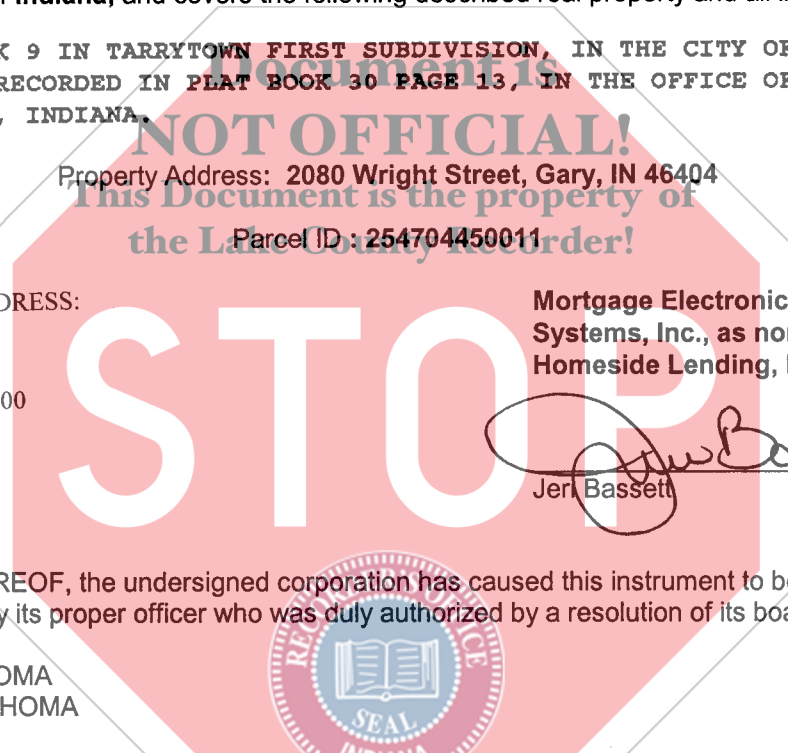 Indiana, and covers the following described real property and all
K 9 IN TARRYTOWN FIRST SUBDIVISION, IN THE CITY OF
RECORDED IN PLAT BOOK 30 PAGE 13, IN THE OFFICE OF
, INDIANA.
Document is
NOT OFFICIAL!
Property Address: 2080 Wright Street, Gary, IN 46404
This Document is the property of
Parcel ID : 254704450011
the Lake County Recorder!
DRESS:
Mortgage Electronic
Systems, Inc., as nom
Homeside Lending,
00
STOP
Jeri Bassett
REOF, the undersigned corporation has caused this instrument to be
y its proper officer who was duly authorized by a resolution of its boa
RECORDER'S OFFICE
SEAL
INDIANA
OMA
HOMA